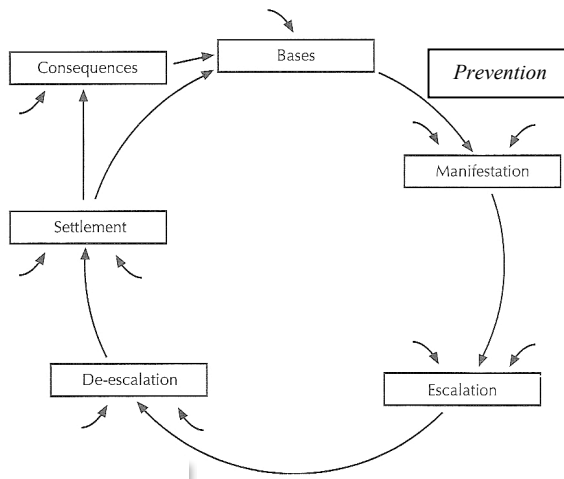 Bases
Consequences
Prevention
Manifestation
Settlement
De-escalation
Escalation